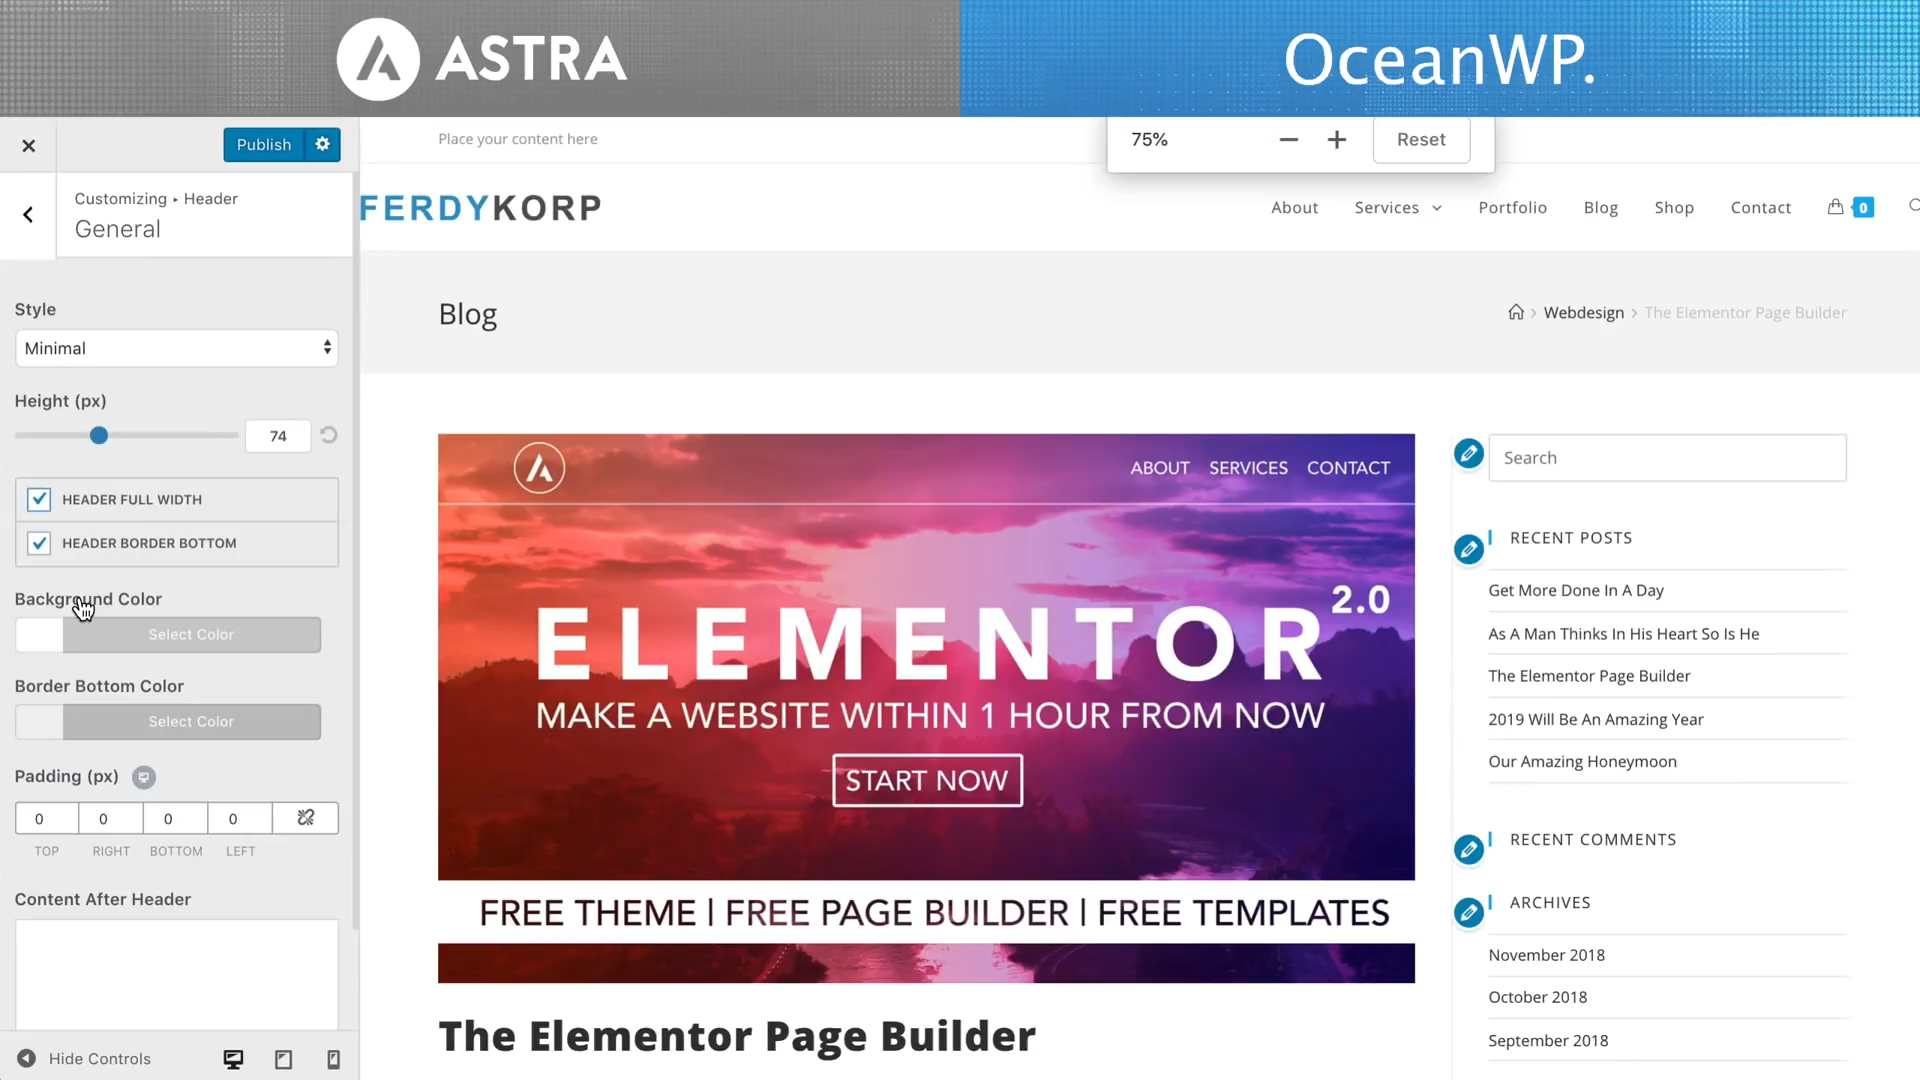 ASTRA
OceanWP.
Publish
Customizing ▸ Header
General
Style
Minimal
Height (px)
74
HEADER FULL WIDTH
HEADER BORDER BOTTOM
Background Color
Select Color
Border Bottom Color
Select Color
Padding (px)
0 0 0 0
TOP RIGHT BOTTOM LEFT
Content After Header
Hide Controls
Place your content here
75% − + Reset
FERDYKORP
About Services Portfolio Blog Shop Contact 0
Blog
Webdesign > The Elementor Page Builder
ABOUT SERVICES CONTACT
ELEMENTOR 2.0
MAKE A WEBSITE WITHIN 1 HOUR FROM NOW
START NOW
FREE THEME | FREE PAGE BUILDER | FREE TEMPLATES
The Elementor Page Builder
Search
RECENT POSTS
Get More Done In A Day
As A Man Thinks In His Heart So Is He
The Elementor Page Builder
2019 Will Be An Amazing Year
Our Amazing Honeymoon
RECENT COMMENTS
ARCHIVES
November 2018
October 2018
September 2018